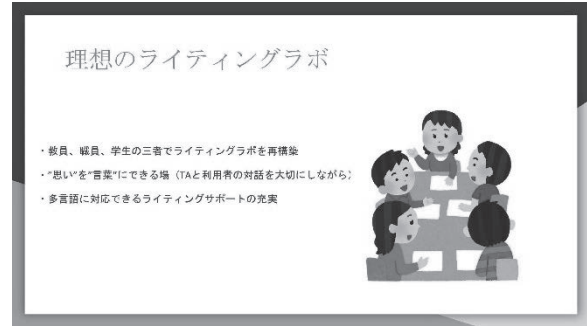 理想のライティングラボ
・教員、職員、学生の三者でライティングラボを再構築
・“思い”を“言葉”にできる場（TAと利用者の対話を大切にしながら）
・多言語に対応できるライティングサポートの充実